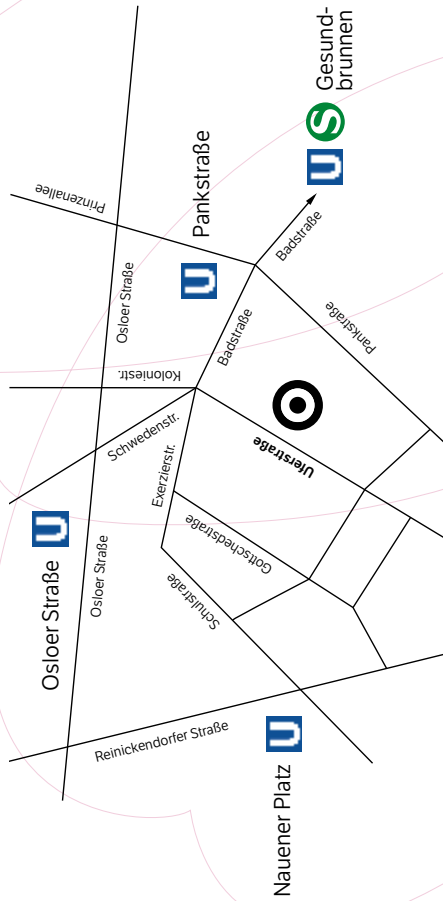 Gesund-
brunnen
S
U
Pankstraße
U
Prinzenallee
Osloer Straße
Badstraße
Badstraße
Pankstraße
Koloniestr.
Schwedenstr.
Exerzierstr.
Uferstraße
Gottschedstraße
Schulstraße
Osloer Straße
U
Osloer Straße
Reinickendorfer Straße
Nauener Platz
U